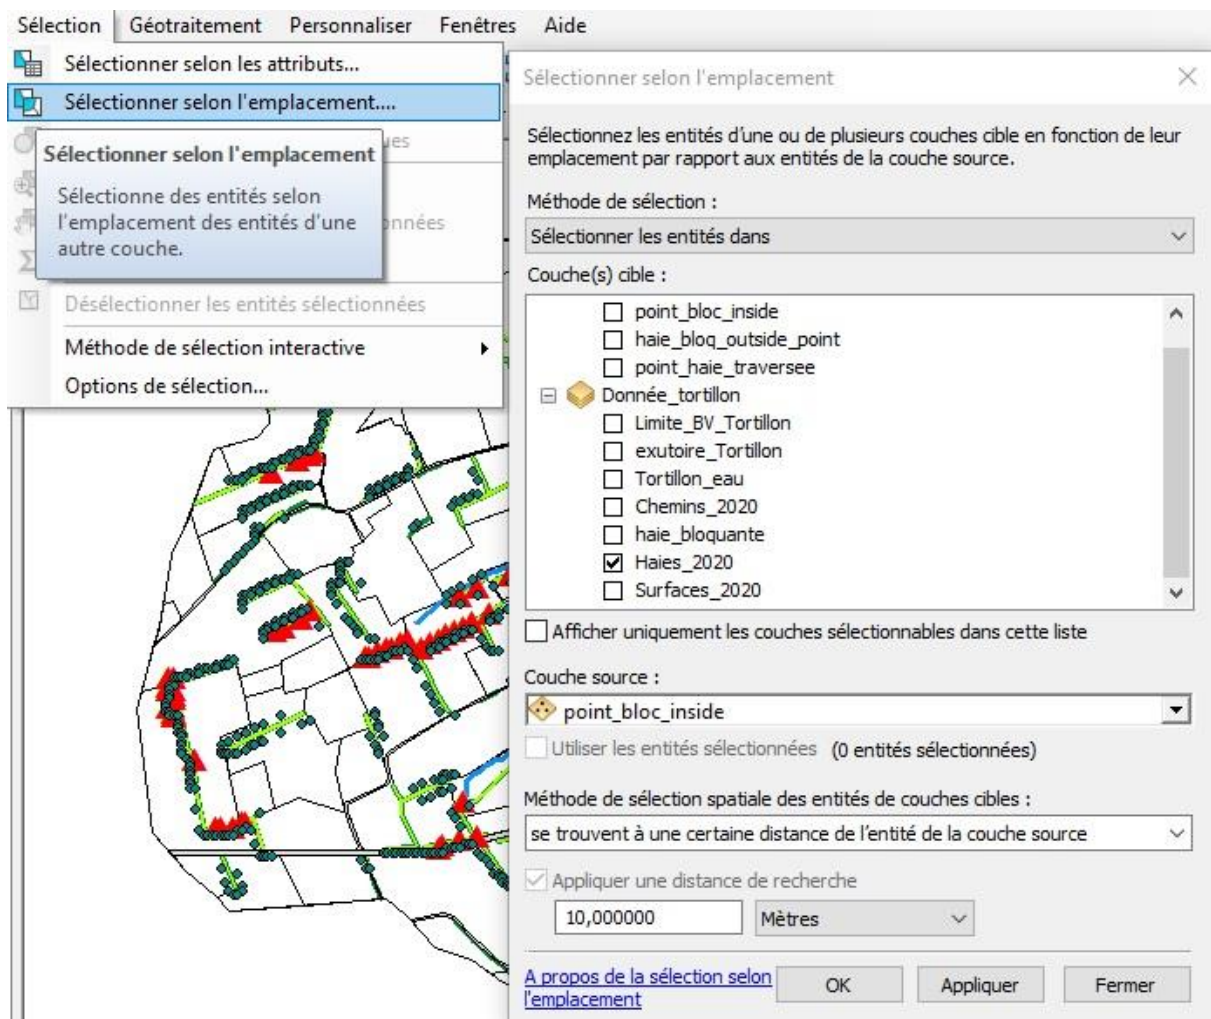 Sélection Géotraitement Personnaliser Fenêtres Aide
Sélectionner selon les attributs...
Sélectionner selon l'emplacement....
ues
Sélectionner selon l'emplacement
Sélectionne des entités selon
l'emplacement des entités d'une
autre couche.
onnées
Désélectionner les entités sélectionnées
Méthode de sélection interactive
Options de sélection...
Sélectionner selon l'emplacement
Sélectionnez les entités d’une ou de plusieurs couches cible en fonction de leur
emplacement par rapport aux entités de la couche source.
Méthode de sélection :
Sélectionner les entités dans
Couche(s) cible :
point_bloc_inside
haie_bloq_outside_point
point_haie_traversee
Donnée_tortillon
Limite_BV_Tortillon
exutoire_Tortillon
Tortillon_eau
Chemins_2020
haie_bloquante
Haies_2020
Surfaces_2020
Afficher uniquement les couches sélectionnables dans cette liste
Couche source :
point_bloc_inside
Utiliser les entités sélectionnées (0 entités sélectionnées)
Méthode de sélection spatiale des entités de couches cibles :
se trouvent à une certaine distance de l’entité de la couche source
Appliquer une distance de recherche
10,000000 Mètres
A propos de la sélection selon
l'emplacement
OK Appliquer Fermer